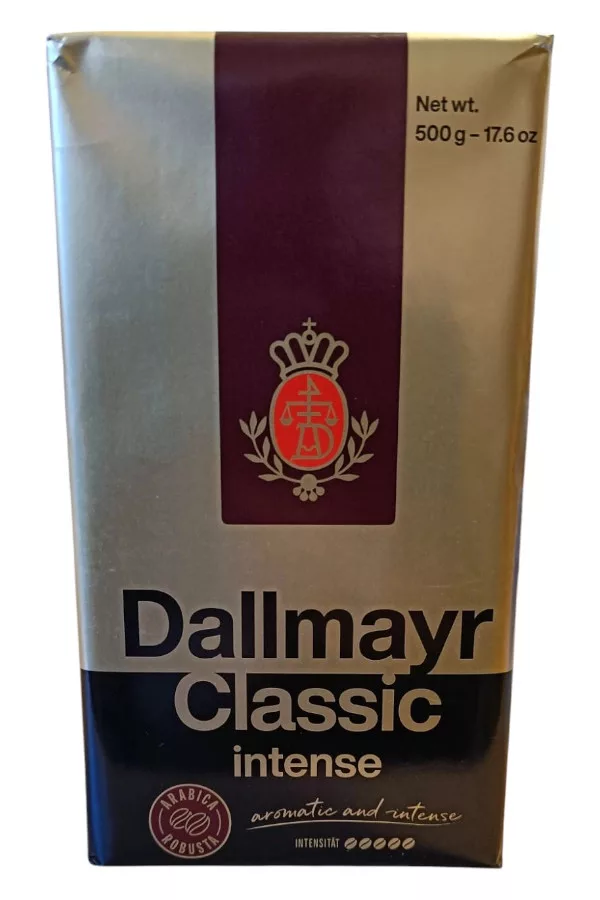 Net wt.
500 g – 17.6 oz
Dallmayr
Classic
intense
ARABICA
ROBUSTA
aromatic and intense
INTENSITÄT